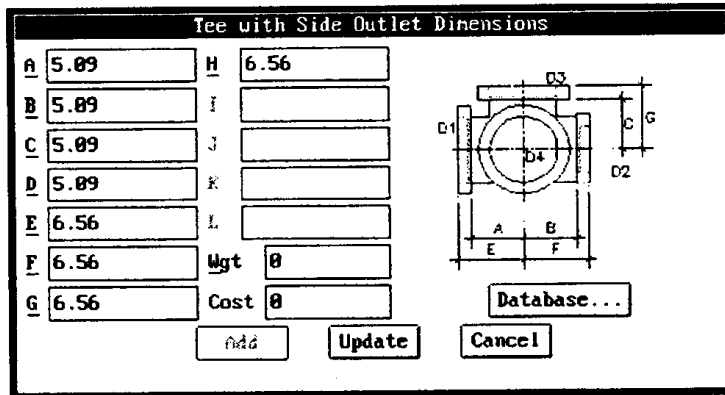 Tee with Side Outlet Dimensions
A 5.09 H 6.56
B 5.09 I
C 5.09 J
D 5.09 K
E 6.56 L
F 6.56 Wgt 0
G 6.56 Cost 0
D3
D1 C G
D4
D2
A B
E F
Database...
Add Update Cancel